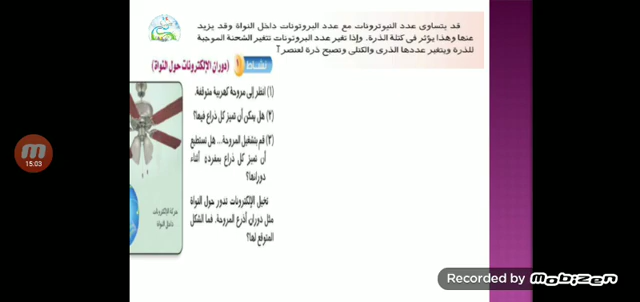 قد يتساوى عدد النيوترونات مع عدد البروتونات داخل النواة وقد يزيد
عنها وهذا يؤثر في كتلة الذرة. وإذا تغير عدد البروتونات تتغير الشحنة الموجبة
للذرة ويتغير عددها الذرى والكتلى وتصبح ذرة لعنصر آ
نشاط ١ (دوران الإلكترونات حول النواة)
(١) انظر إلى مروحة كهربية متوقفة.
(٢) هل يمكن أن تميز كل ذراع فيها؟
(٣) قم بتشغيل المروحة... هل تستطيع
أن تميز كل ذراع بمفرده أثناء
دورانها؟
تخيل الإلكترونات تدور حول النواة
مثل دوران أذرع المروحة. فما الشكل
المتوقع لها؟
حركة الإلكترونات
داخل النواة
15:03
Recorded by mobizen